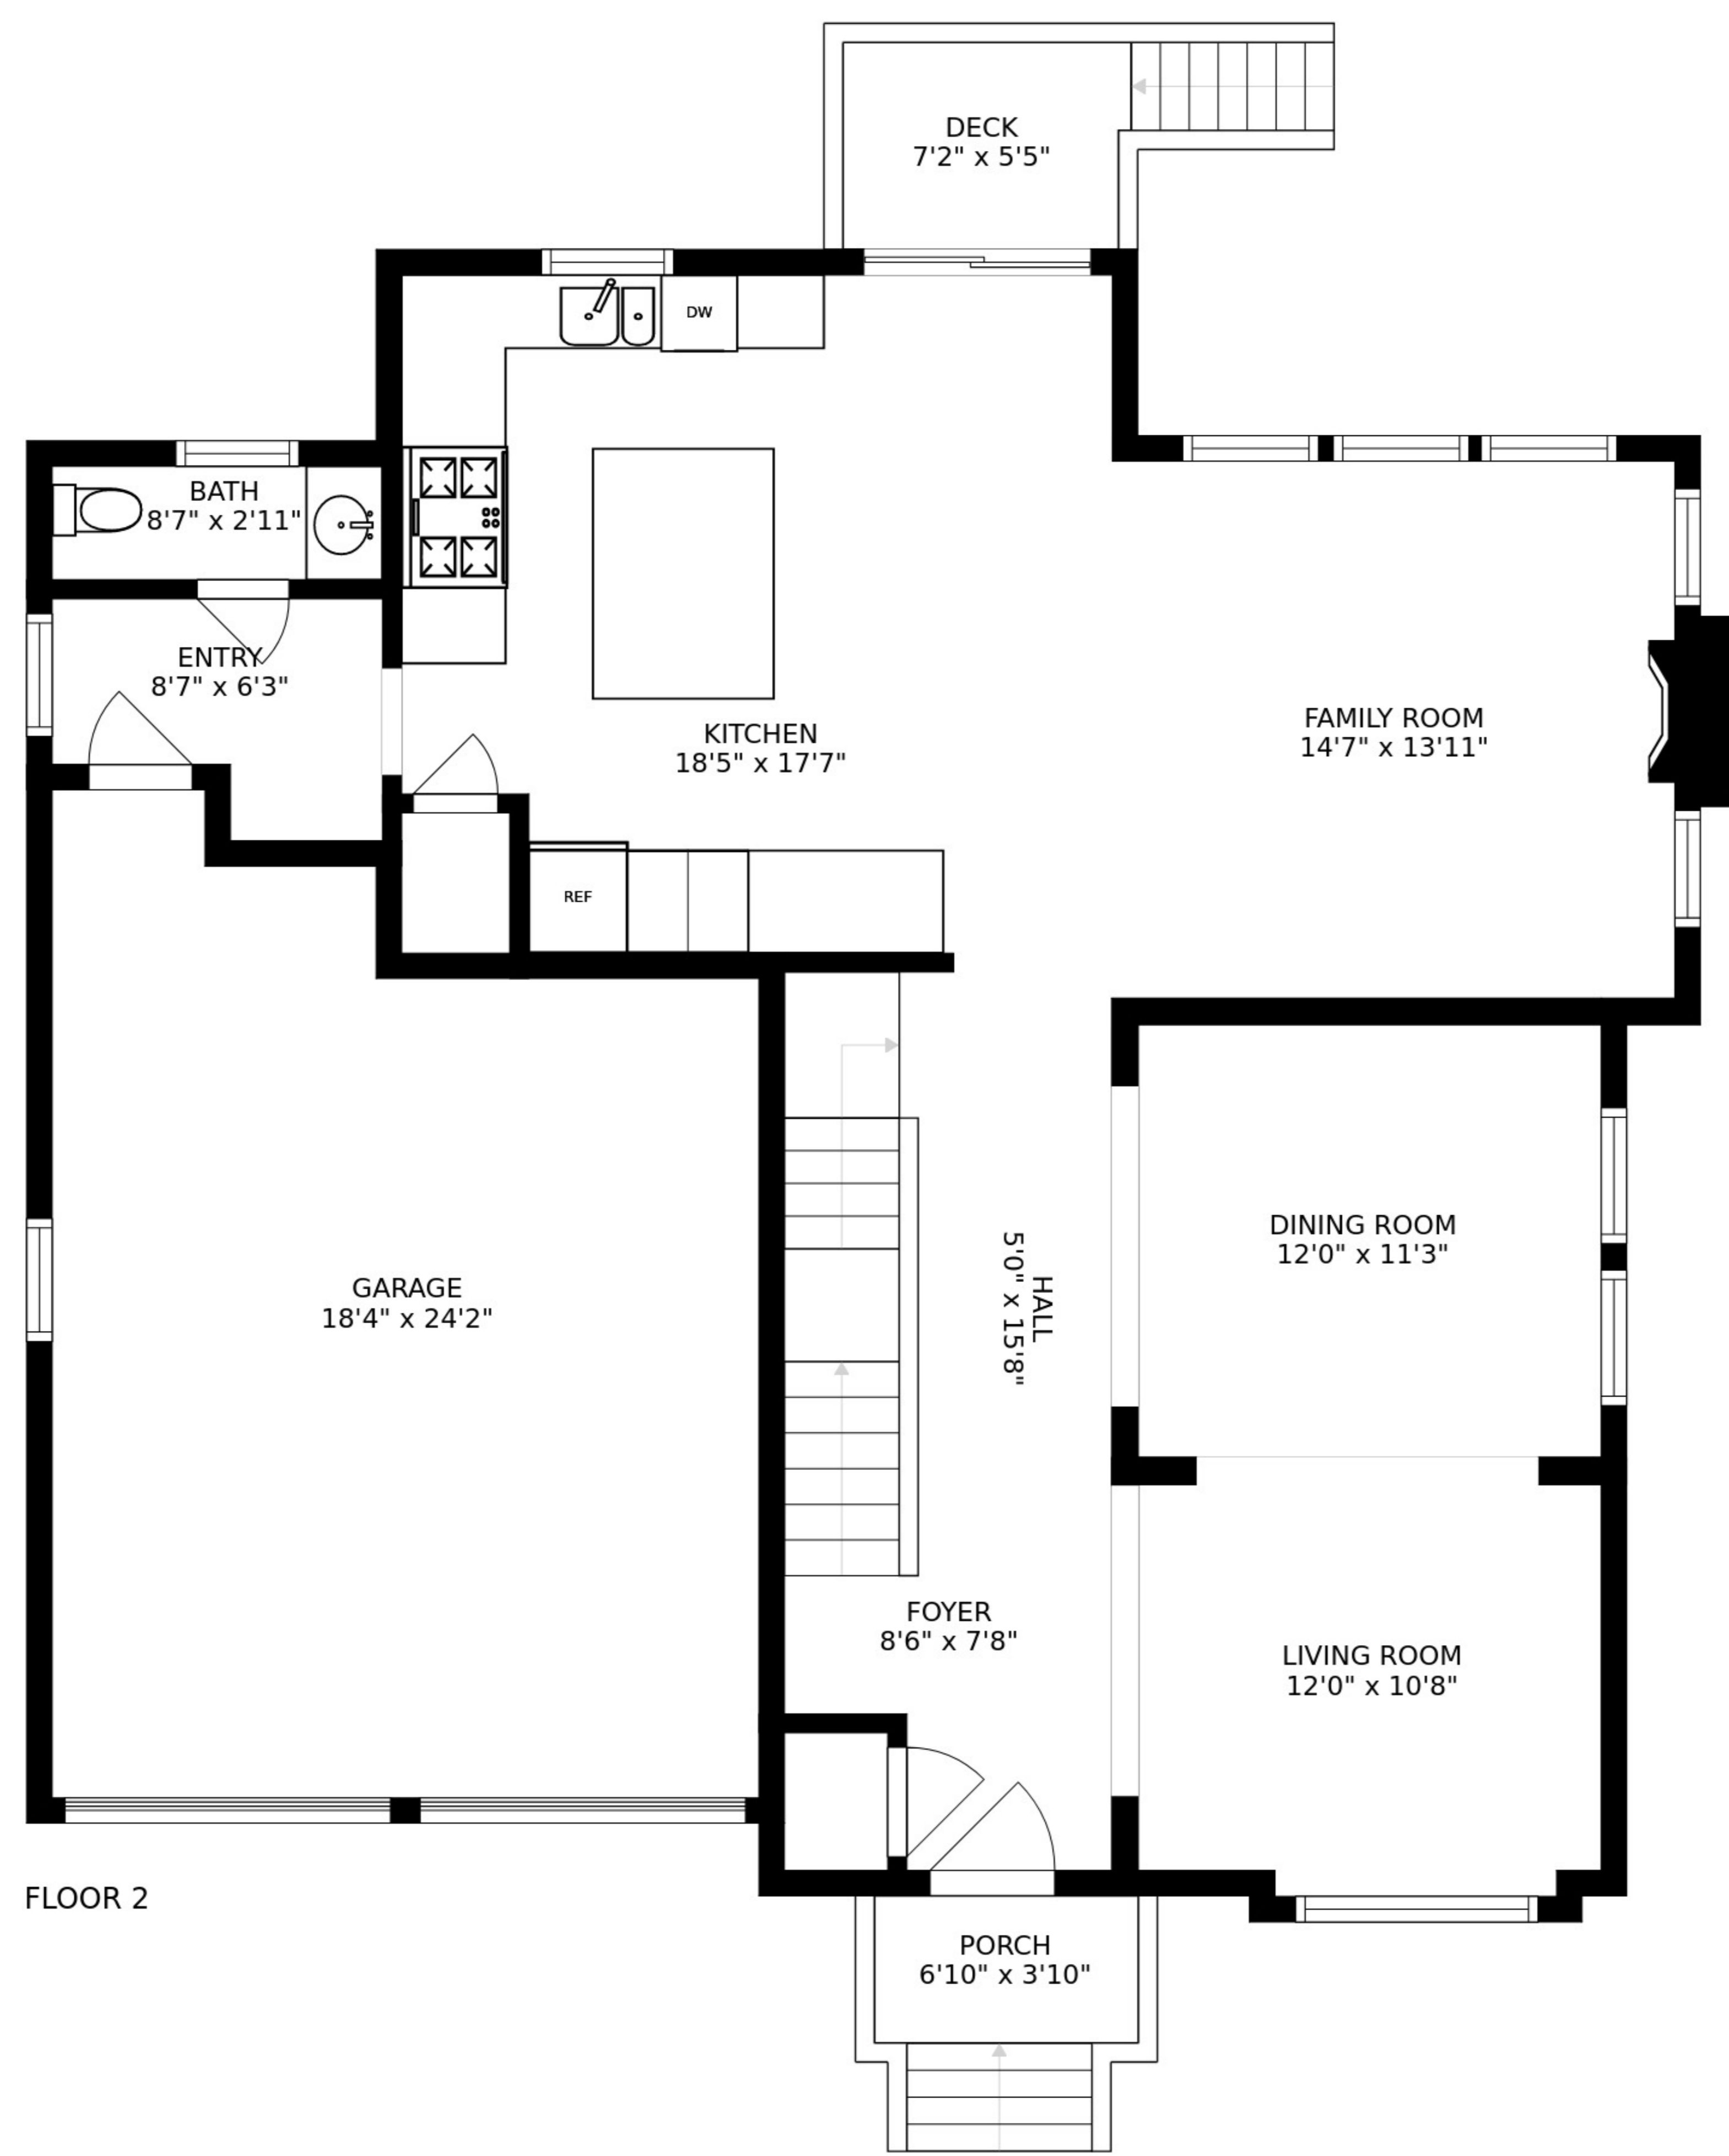 DECK
7'2" x 5'5"
DW
BATH
8'7" x 2'11"
ENTRY
8'7" x 6'3"
KITCHEN
18'5" x 17'7"
FAMILY ROOM
14'7" x 13'11"
REF
GARAGE
18'4" x 24'2"
HALL
5'0" x 15'8"
DINING ROOM
12'0" x 11'3"
FOYER
8'6" x 7'8"
LIVING ROOM
12'0" x 10'8"
FLOOR 2
PORCH
6'10" x 3'10"